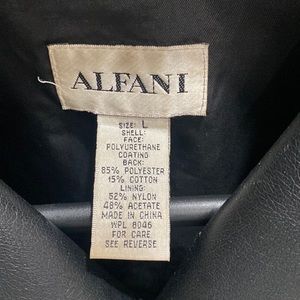 ALFANI
SIZE: L
SHELL:
FACE:
POLYURETHANE
COATING
BACK:
85% POLYESTER
15% COTTON
LINING:
52% NYLON
48% ACETATE
MADE IN CHINA
WPL 8046
FOR CARE
SEE REVERSE